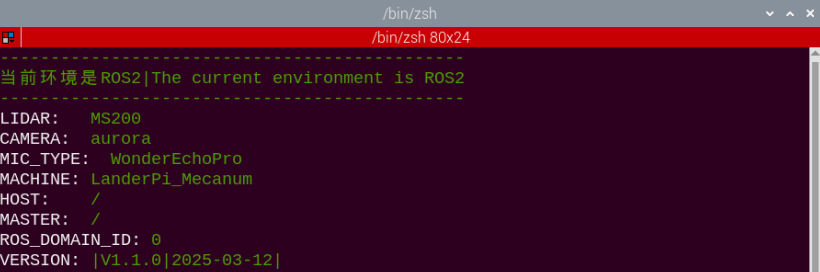 /bin/zsh
/bin/zsh 80x24
----------------------------------------------
当前环境是ROS2|The current environment is ROS2
----------------------------------------------
LIDAR: MS200
CAMERA: aurora
MIC_TYPE: WonderEchoPro
MACHINE: LanderPi_Mecanum
HOST: /
MASTER: /
ROS_DOMAIN_ID: 0
VERSION: |V1.1.0|2025-03-12|